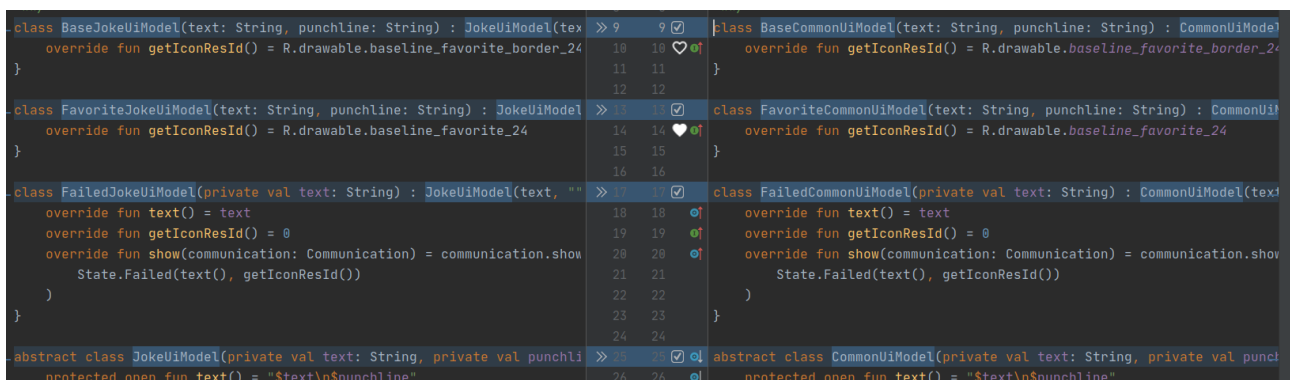 class BaseJokeUiModel(text: String, punchline: String) : JokeUiModel(tex >> 9 9 class BaseCommonUiModel(text: String, punchline: String) : CommonUiModel
override fun getIconResId() = R.drawable.baseline_favorite_border_24 10 10 override fun getIconResId() = R.drawable.baseline_favorite_border_24
} 11 11 }
12 12
class FavoriteJokeUiModel(text: String, punchline: String) : JokeUiModel >> 13 13 class FavoriteCommonUiModel(text: String, punchline: String) : CommonUiM
override fun getIconResId() = R.drawable.baseline_favorite_24 14 14 override fun getIconResId() = R.drawable.baseline_favorite_24
} 15 15 }
16 16
class FailedJokeUiModel(private val text: String) : JokeUiModel(text, "" >> 17 17 class FailedCommonUiModel(private val text: String) : CommonUiModel(text
override fun text() = text 18 18 override fun text() = text
override fun getIconResId() = 0 19 19 override fun getIconResId() = 0
override fun show(communication: Communication) = communication.show 20 20 override fun show(communication: Communication) = communication.show
State.Failed(text(), getIconResId()) 21 21 State.Failed(text(), getIconResId())
) 22 22 )
} 23 23 }
24 24
abstract class JokeUiModel(private val text: String, private val punchli >> 25 25 abstract class CommonUiModel(private val text: String, private val punch
protected open fun text() = "$text\n$punchline" 26 26 protected open fun text() = "$text\n$punchline"